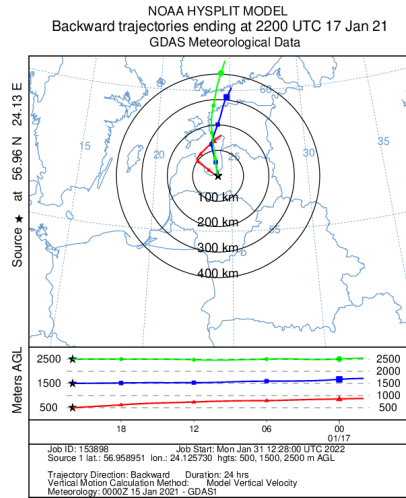 NOAA HYSPLIT MODEL
Backward trajectories ending at 2200 UTC 17 Jan 21
GDAS Meteorological Data
Source ★ at 56.96 N 24.13 E
15
20
25
30
35
60
55
100 km
200 km
300 km
400 km
Meters AGL
2500
1500
500
2500
2000
1500
1000
500
18 12 06 00
01/17
Job ID: 153898 Job Start: Mon Jan 31 12:28:00 UTC 2022
Source 1 lat.: 56.958951 lon.: 24.125730 hgts: 500, 1500, 2500 m AGL
Trajectory Direction: Backward Duration: 24 hrs
Vertical Motion Calculation Method: Model Vertical Velocity
Meteorology: 0000Z 15 Jan 2021 - GDAS1